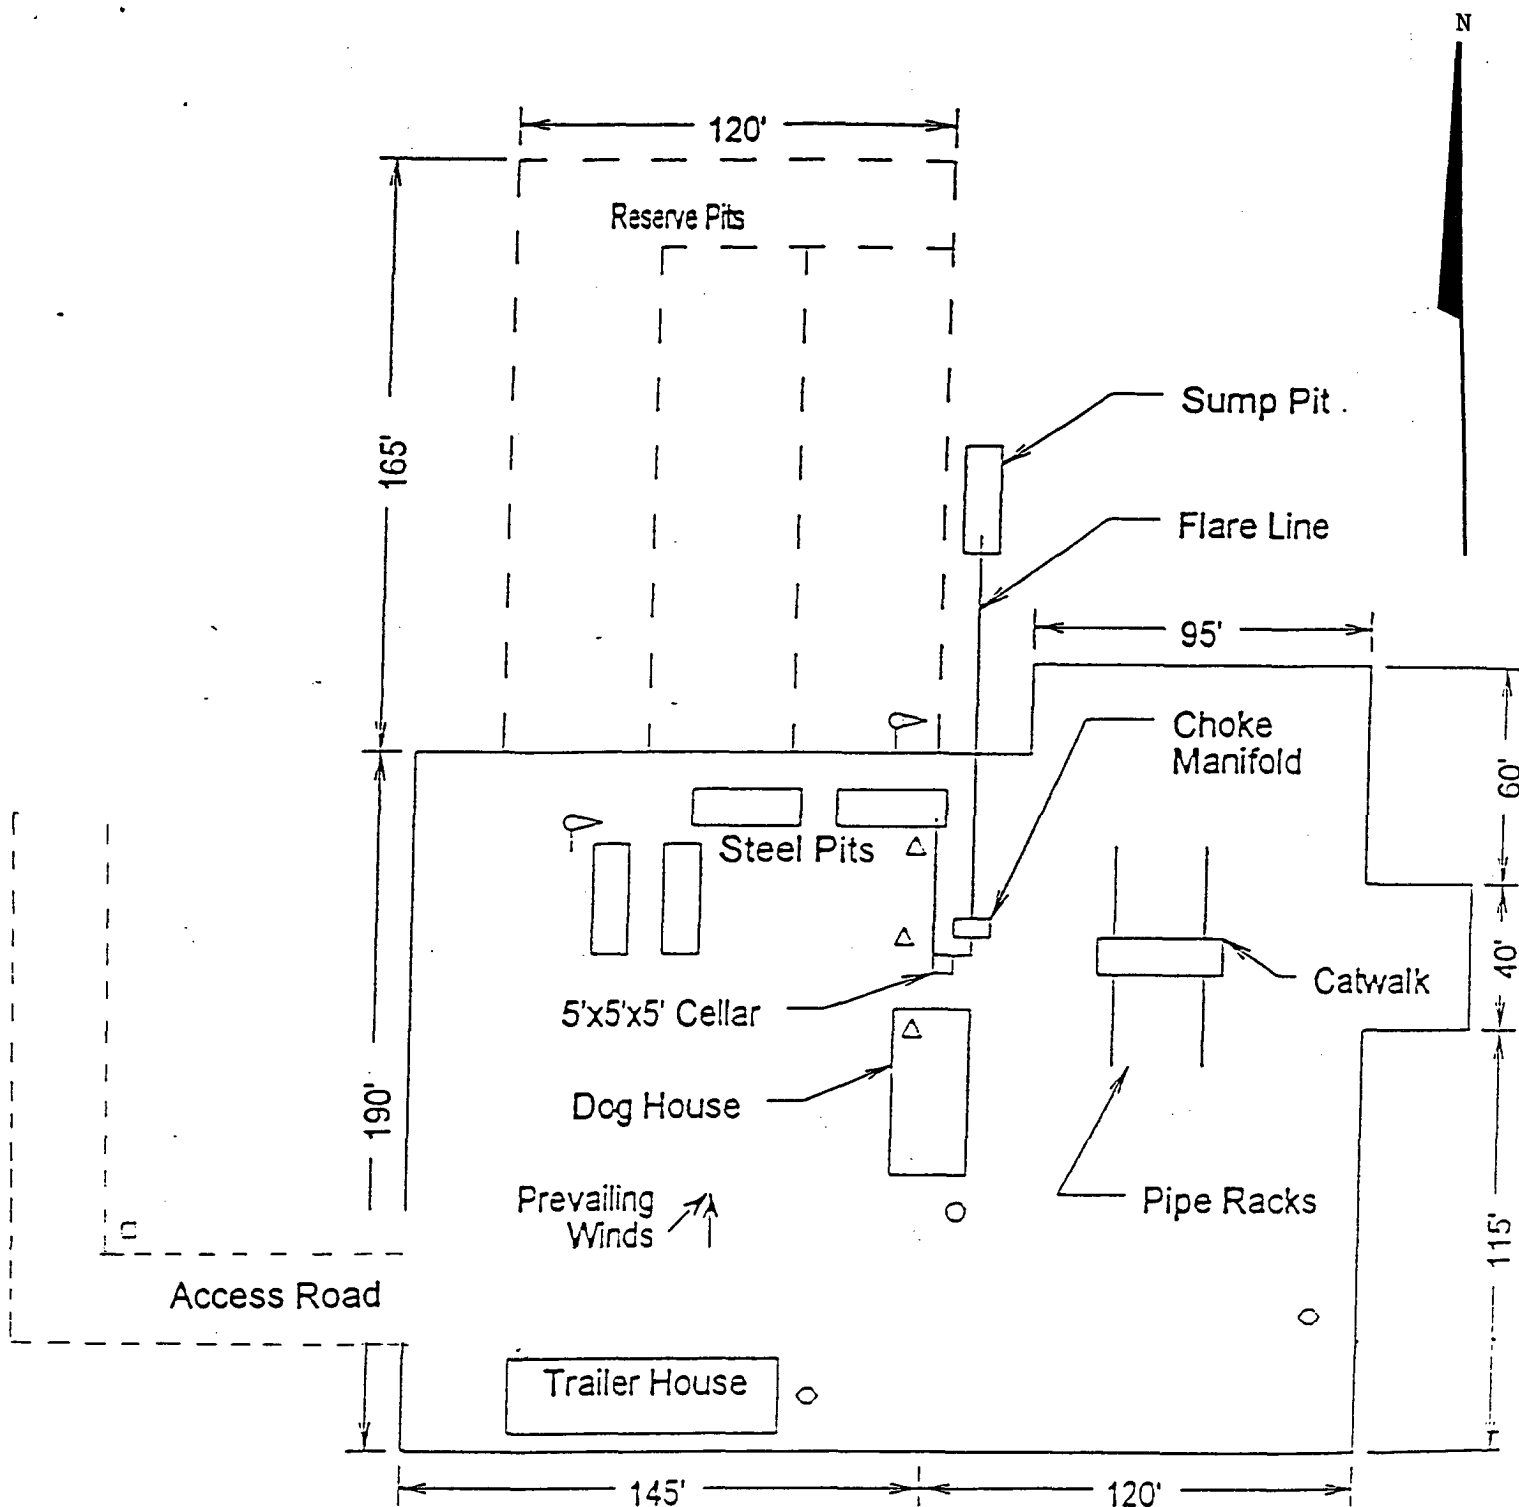 N
120'
Reserve Pits
165'
Sump Pit
Flare Line
95'
Choke
Manifold
60'
Steel Pits
40'
Catwalk
5'x5'x5' Cellar
190'
Dog House
Prevailing
Winds
Pipe Racks
115'
Access Road
Trailer House
145'
120'